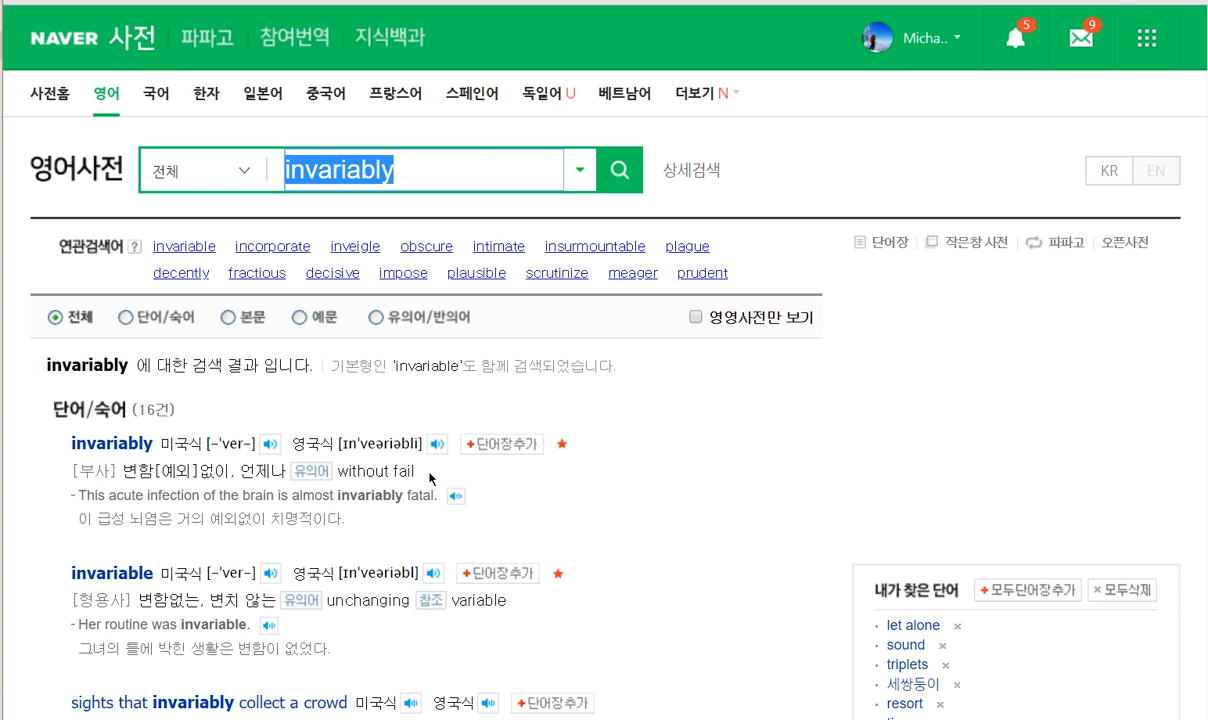 NAVER 사전 파파고 참여번역 지식백과 Micha.. 5 9
사전홈 영어 국어 한자 일본어 중국어 프랑스어 스페인어 독일어 U 베트남어 더보기 N
영어사전 전체 invariably 상세검색 KR EN
연관검색어 ? invariable incorporate inveigle obscure intimate insurmountable plague
decently fractious decisive impose plausible scrutinize meager prudent
단어장 작은창 사전 파파고 오픈사전
전체 단어/숙어 본문 예문 유의어/반의어 영영사전만 보기
invariably 에 대한 검색 결과 입니다. 기본형인 'invariable'도 함께 검색되었습니다.
단어/숙어 (16건)
invariably 미국식 [-ˈver-] 영국식 [ɪnˈveəriəbli] +단어장추가
[부사] 변함[예외]없이, 언제나 유의어 without fail
- This acute infection of the brain is almost invariably fatal.
이 급성 뇌염은 거의 예외없이 치명적이다.
invariable 미국식 [-ˈver-] 영국식 [ɪnˈveəriəbl] +단어장추가
[형용사] 변함없는, 변치 않는 유의어 unchanging 참조 variable
- Her routine was invariable.
그녀의 틀에 박힌 생활은 변함이 없었다.
sights that invariably collect a crowd 미국식 영국식 +단어장추가
내가 찾은 단어 +모두단어장추가 ×모두삭제
· let alone ×
· sound ×
· triplets ×
· 세쌍둥이 ×
· resort ×